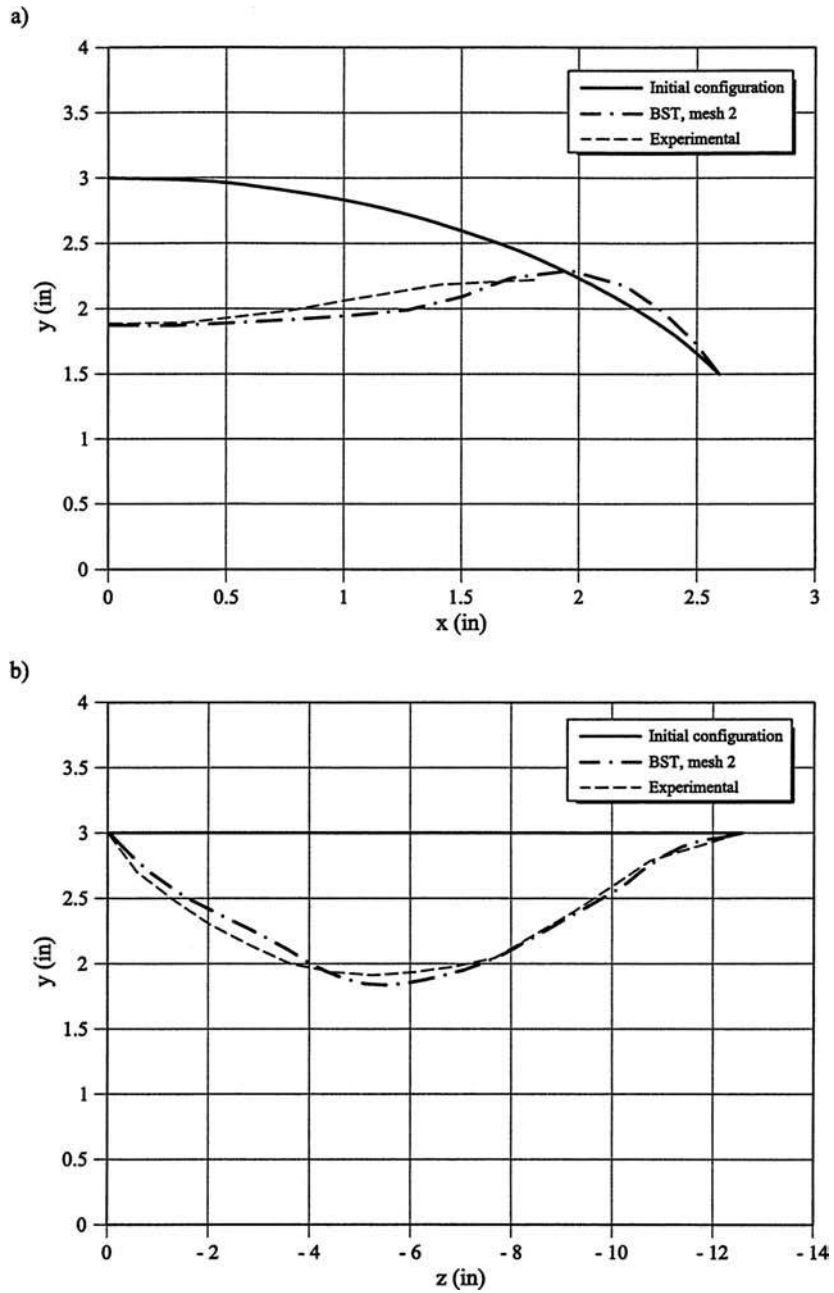 a)
4
3.5
3
2.5
2
1.5
1
0.5
0
y (in)
Initial configuration
BST, mesh 2
Experimental
0 0.5 1 1.5 2 2.5 3
x (in)
b)
4
3.5
3
2.5
2
1.5
1
0.5
0
y (in)
Initial configuration
BST, mesh 2
Experimental
0 - 2 - 4 - 6 - 8 - 10 - 12 - 14
z (in)